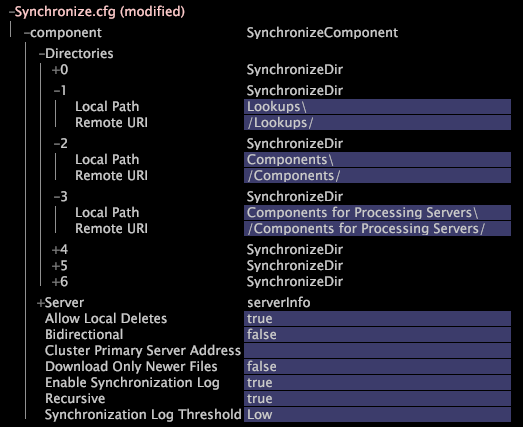 −Synchronize.cfg (modified)
−component SynchronizeComponent
−Directories
+0 SynchronizeDir
−1 SynchronizeDir
Local Path Lookups\
Remote URI /Lookups/
−2 SynchronizeDir
Local Path Components\
Remote URI /Components/
−3 SynchronizeDir
Local Path Components for Processing Servers\
Remote URI /Components for Processing Servers/
+4 SynchronizeDir
+5 SynchronizeDir
+6 SynchronizeDir
+Server serverInfo
Allow Local Deletes true
Bidirectional false
Cluster Primary Server Address
Download Only Newer Files false
Enable Synchronization Log true
Recursive true
Synchronization Log Threshold Low